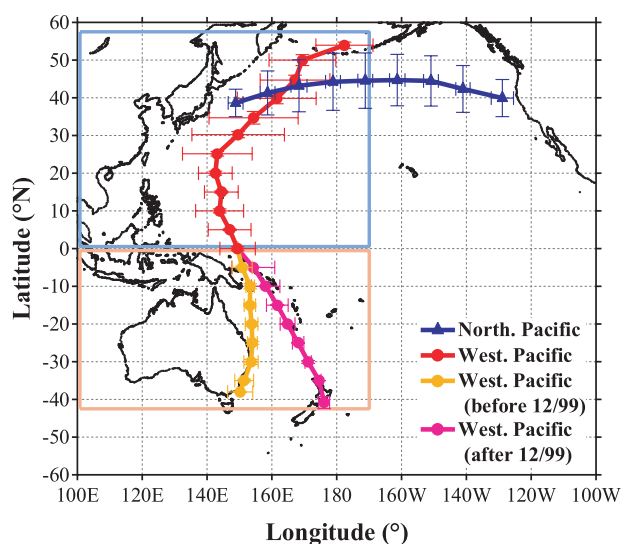 60
50
40
30
20
10
0
-10
-20
-30
-40
-50
-60
Latitude (°N)
100E 120E 140E 160E 180 160W 140W 120W 100W
Longitude (°)
North. Pacific
West. Pacific
West. Pacific
(before 12/99)
West. Pacific
(after 12/99)